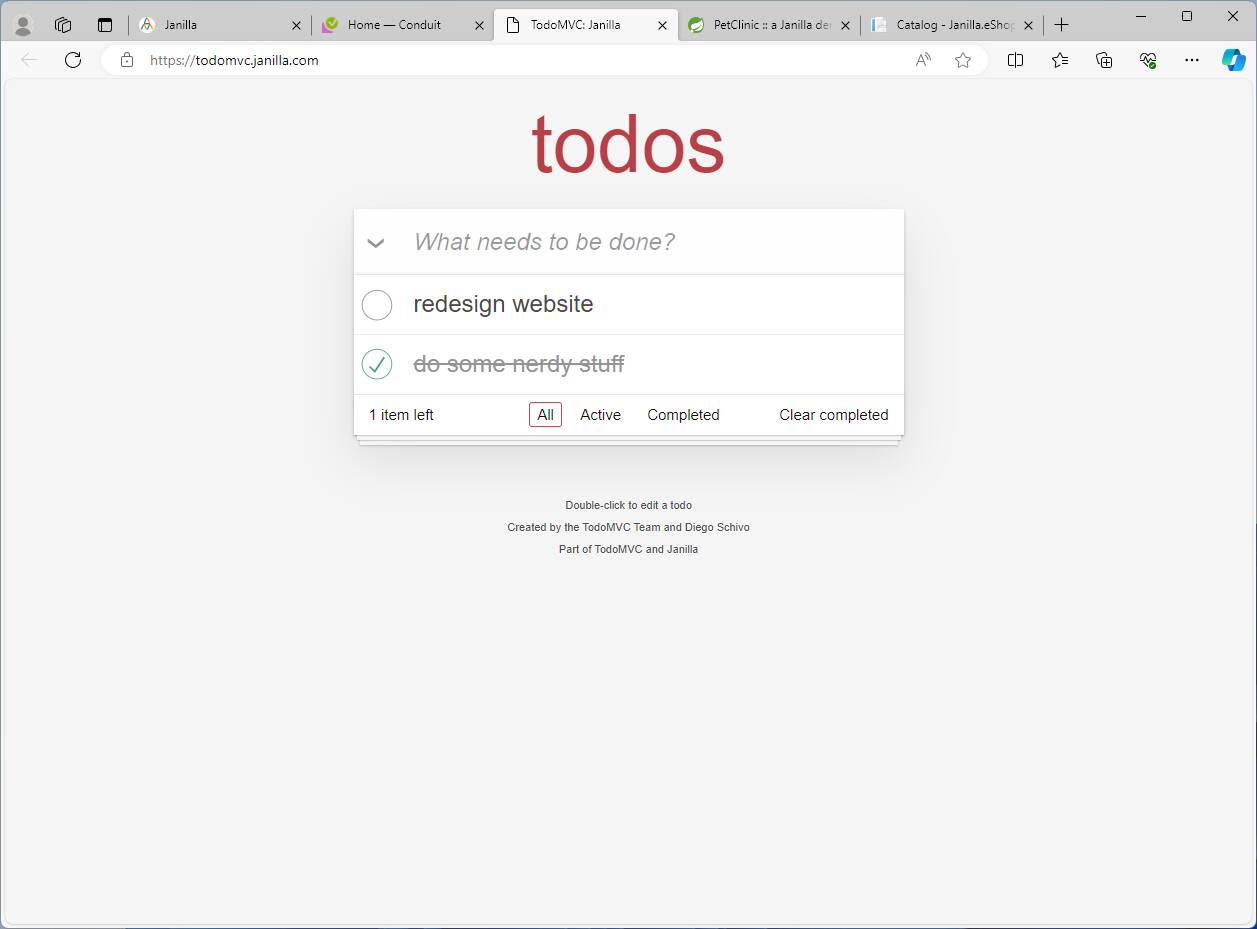 Janilla
Home — Conduit
TodoMVC: Janilla
PetClinic :: a Janilla de
Catalog - Janilla.eShop
https://todomvc.janilla.com
todos
What needs to be done?
redesign website
do some nerdy stuff
1 item left
All
Active
Completed
Clear completed
Double-click to edit a todo
Created by the TodoMVC Team and Diego Schivo
Part of TodoMVC and Janilla